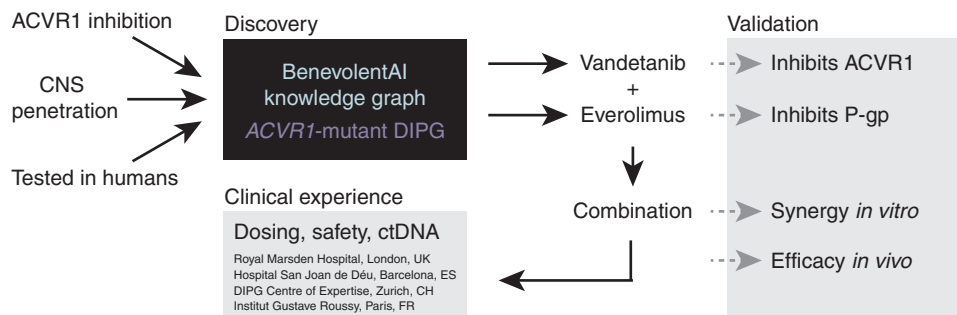 ACVR1 inhibition
CNS
penetration
Tested in humans
Discovery
BenevolentAI
knowledge graph
ACVR1-mutant DIPG
Vandetanib
+
Everolimus
Combination
Validation
Inhibits ACVR1
Inhibits P-gp
Synergy in vitro
Efficacy in vivo
Clinical experience
Dosing, safety, ctDNA
Royal Marsden Hospital, London, UK
Hospital San Joan de Déu, Barcelona, ES
DIPG Centre of Expertise, Zurich, CH
Institut Gustave Roussy, Paris, FR